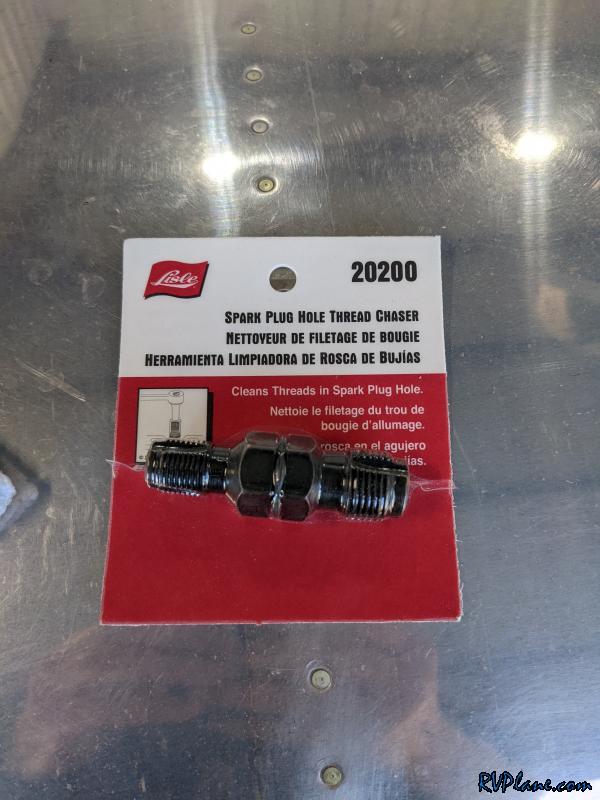 Lisle
20200
SPARK PLUG HOLE THREAD CHASER
NETTOYEUR DE FILETAGE DE BOUGIE
HERRAMIENTA LIMPIADORA DE ROSCA DE BUJÍAS
Cleans Threads in Spark Plug Hole.
Nettoie le filetage du trou de
bougie d'allumage.
rosca en el agujero
RVPlane.com